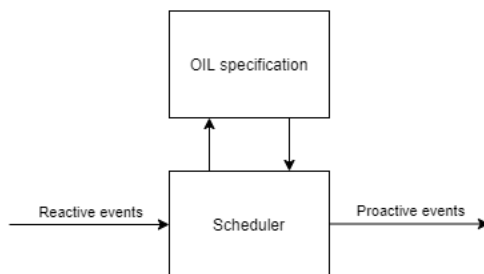 OIL specification
Reactive events
Scheduler
Proactive events